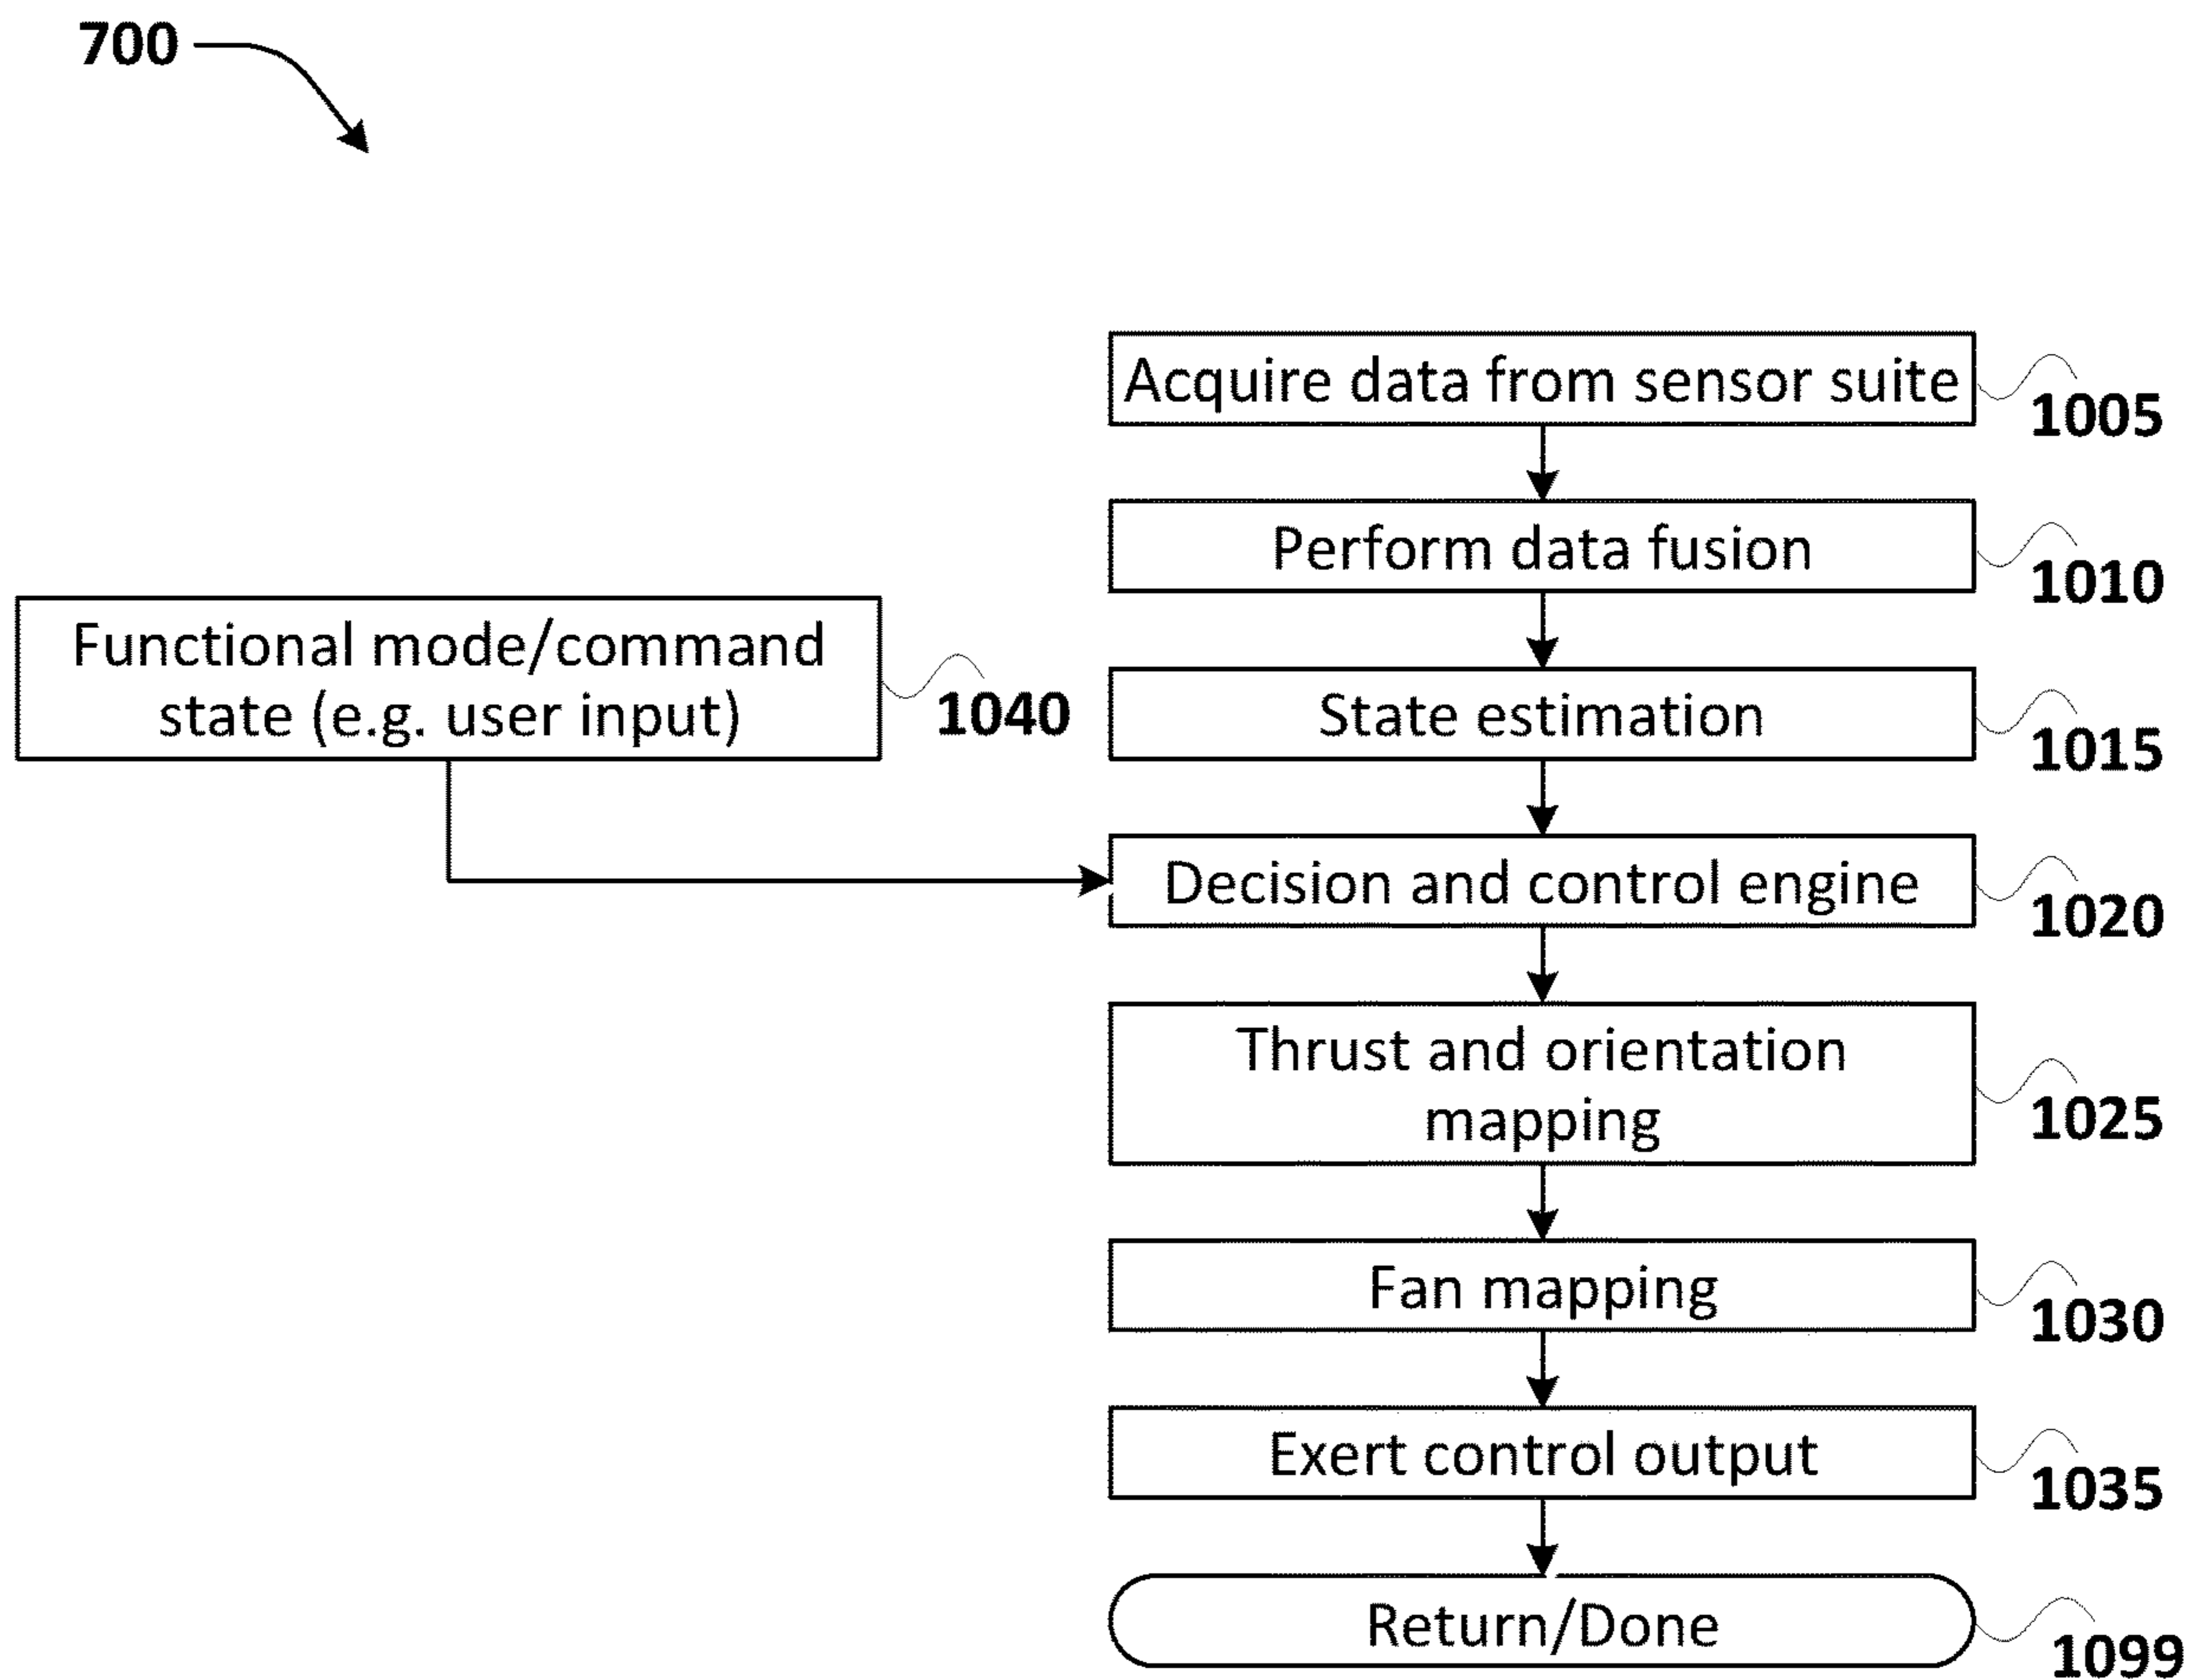 700
Acquire data from sensor suite
1005
Perform data fusion
1010
Functional mode/command
state (e.g. user input)
1040
State estimation
1015
Decision and control engine
1020
Thrust and orientation
mapping
1025
Fan mapping
1030
Exert control output
1035
Return/Done
1099